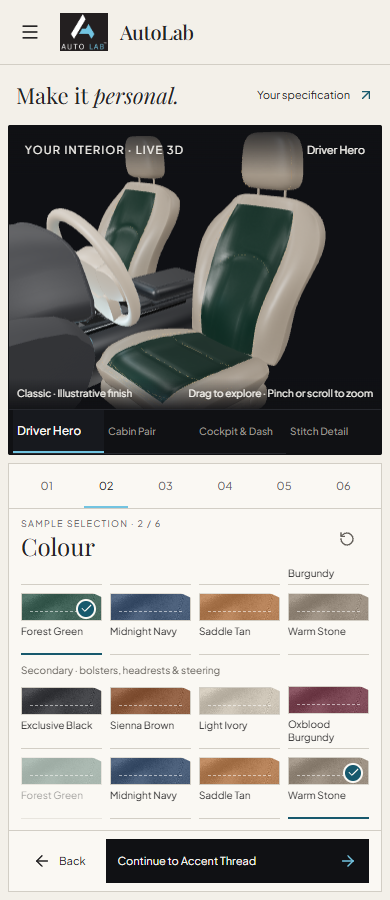 AUTO LAB
AutoLab
Make it personal.
Your specification
YOUR INTERIOR · LIVE 3D
Driver Hero
Classic · Illustrative finish
Drag to explore · Pinch or scroll to zoom
Driver Hero
Cabin Pair
Cockpit & Dash
Stitch Detail
01
02
03
04
05
06
SAMPLE SELECTION · 2 / 6
Colour
Burgundy
Forest Green
Midnight Navy
Saddle Tan
Warm Stone
Secondary · bolsters, headrests & steering
Exclusive Black
Sienna Brown
Light Ivory
Oxblood
Burgundy
Forest Green
Midnight Navy
Saddle Tan
Warm Stone
Back
Continue to Accent Thread